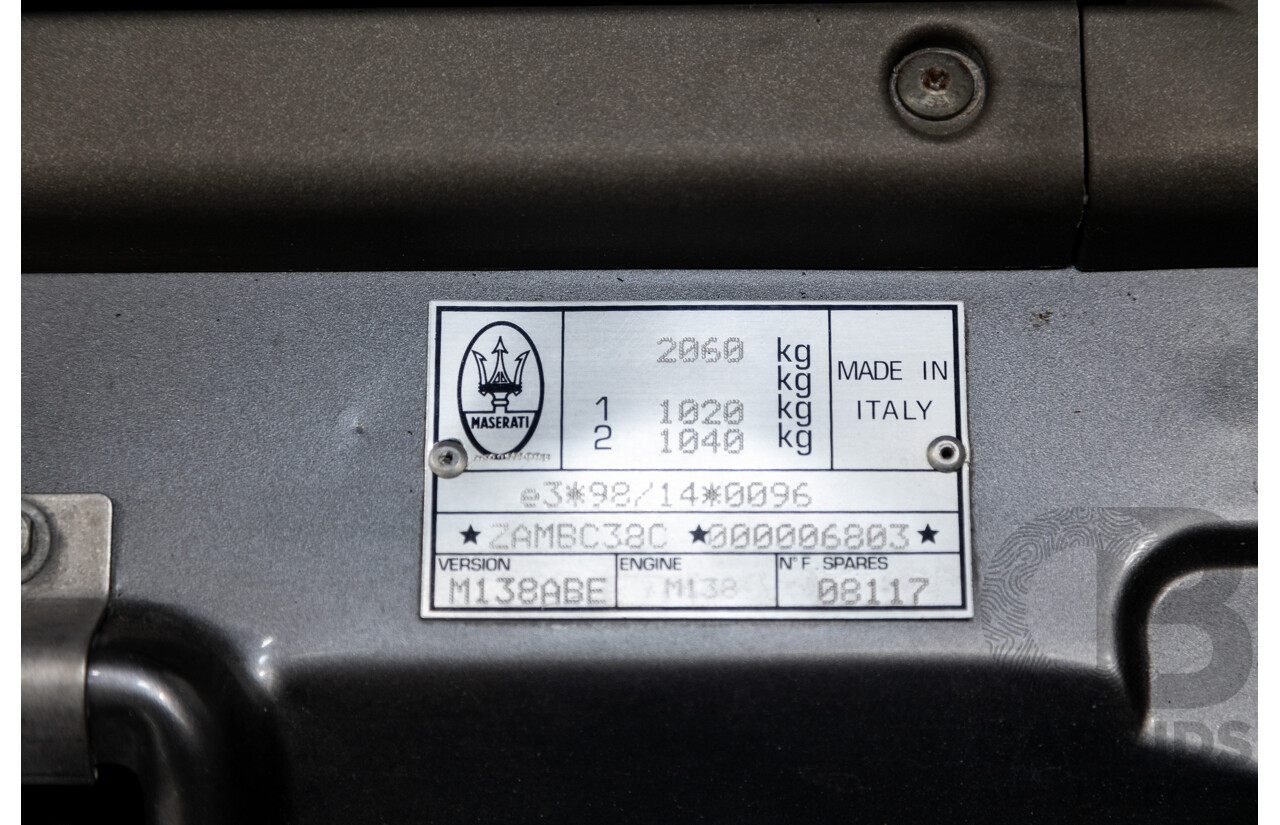 2060 kg
kg
1 1020 kg
2 1040 kg
MADE IN
ITALY
MASERATI
e3*98/14*0096
★ZAMBC38C ★000006803★
VERSION ENGINE N° F. SPARES
M138ABE M138 08117